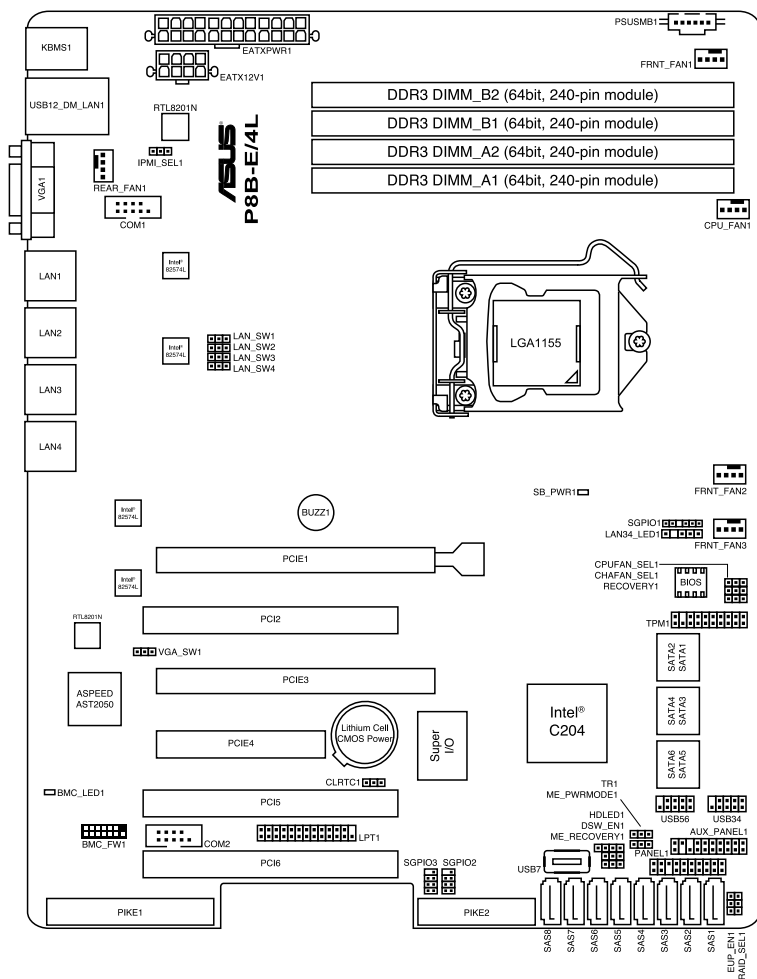 PSUSMB1
KBMS1
EATXPWR1
FRNT_FAN1
EATX12V1
USB12_DM_LAN1
DDR3 DIMM_B2 (64bit, 240-pin module)
RTL8201N
DDR3 DIMM_B1 (64bit, 240-pin module)
ASUS®
P8B-E/4L
DDR3 DIMM_A2 (64bit, 240-pin module)
IPMI_SEL1
DDR3 DIMM_A1 (64bit, 240-pin module)
VGA1
REAR_FAN1
COM1
CPU_FAN1
LAN1
Intel®
82574L
LAN2
Intel®
82574L
LAN_SW1
LAN_SW2
LAN_SW3
LAN_SW4
LGA1155
LAN3
LAN4
SB_PWR1
FRNT_FAN2
Intel®
82574L
BUZZ1
SGPIO1
LAN34_LED1
FRNT_FAN3
PCIE1
CPUFAN_SEL1
CHAFAN_SEL1
RECOVERY1
BIOS
Intel®
82574L
RTL8201N
PCI2
TPM1
VGA_SW1
SATA2
SATA1
PCIE3
ASPEED
AST2050
Intel®
C204
SATA4
SATA3
Lithium Cell
CMOS Power
Super
I/O
PCIE4
SATA6
SATA5
CLRTC1
TR1
ME_PWRMODE1
BMC_LED1
PCI5
USB56
USB34
HDLED1
DSW_EN1
ME_RECOVERY1
AUX_PANEL1
BMC_FW1
COM2
LPT1
PANEL1
PCI6
SGPIO3
SGPIO2
USB7
PIKE1
PIKE2
SAS8
SAS7
SAS6
SAS5
SAS4
SAS3
SAS2
SAS1
EUP_EN1
RAID_SEL1